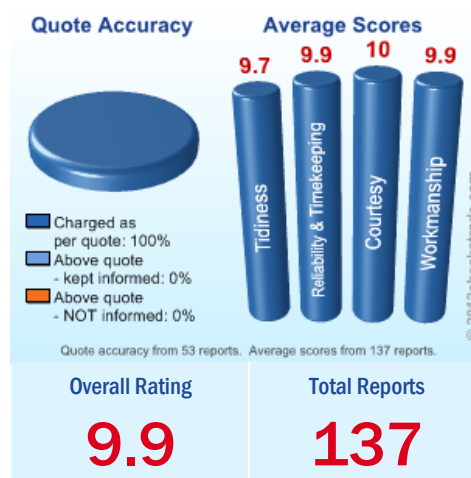 Quote Accuracy
Charged as
per quote: 100%
Above quote
- kept informed: 0%
Above quote
- NOT informed: 0%
Average Scores
9.7
9.9
10
9.9
Tidiness
Reliability & Timekeeping
Courtesy
Workmanship
Quote accuracy from 53 reports. Average scores from 137 reports.
Overall Rating
9.9
Total Reports
137